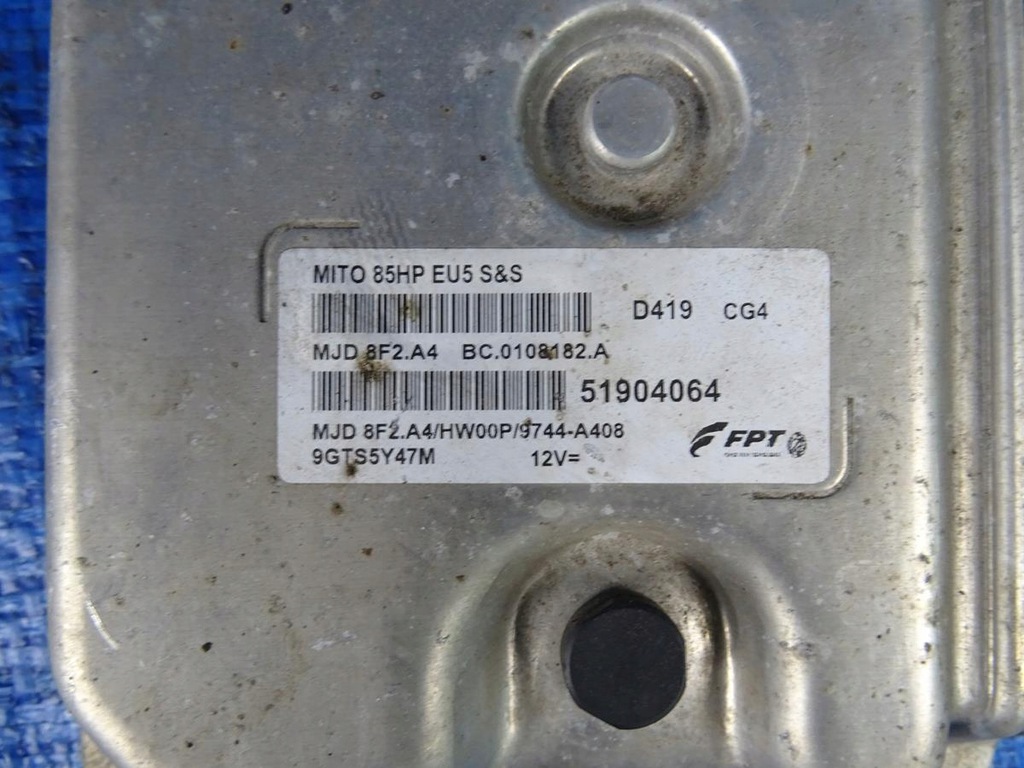 MITO 85HP EU5 S&S
D419 CG4
MJD 8F2.A4 BC.0108182.A
51904064
MJD 8F2.A4/HW00P/9744-A408
9GTS5Y47M 12V=
FPT